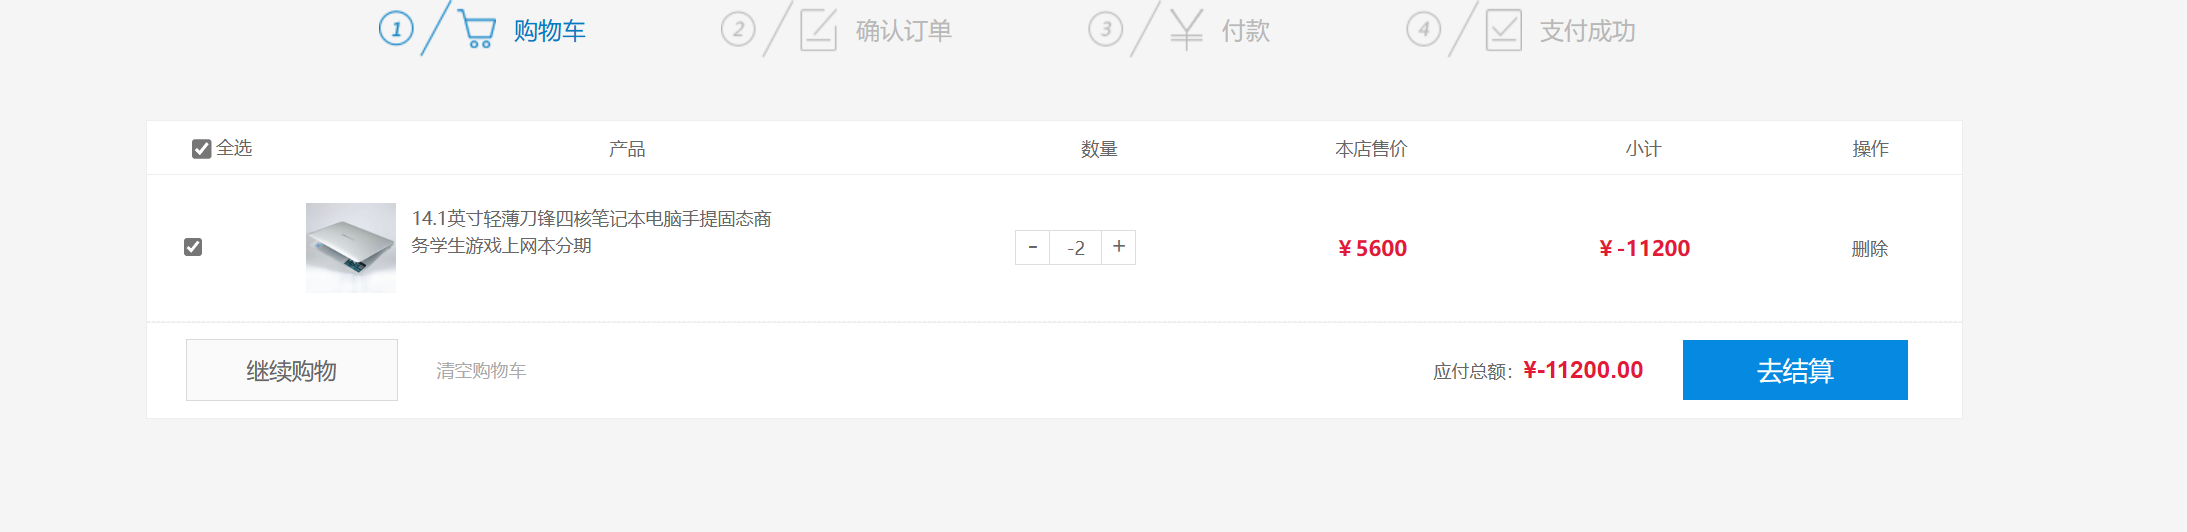 1 购物车 2 确认订单 3 付款 4 支付成功
全选 产品 数量 本店售价 小计 操作
14.1英寸轻薄刀锋四核笔记本电脑手提固态商
务学生游戏上网本分期
- -2 + ¥ 5600 ¥ -11200 删除
继续购物 清空购物车 应付总额: ¥-11200.00 去结算